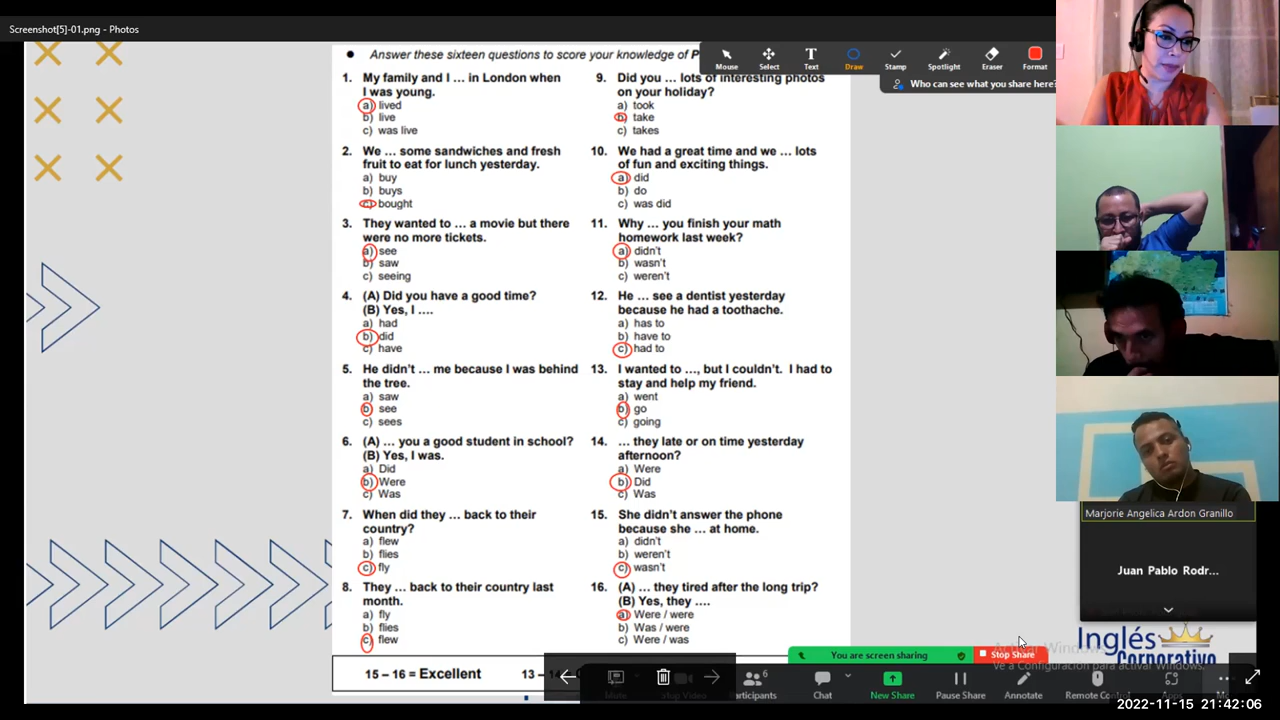 Screenshot[5]-01.png - Photos
Answer these sixteen questions to score your knowledge of P
Mouse
Select
Text
Draw
Stamp
Spotlight
Eraser
Format
Who can see what you share here?
1. My family and I … in London when
I was young.
a) lived
b) live
c) was live
2. We … some sandwiches and fresh
fruit to eat for lunch yesterday.
a) buy
b) buys
c) bought
3. They wanted to … a movie but there
were no more tickets.
a) see
b) saw
c) seeing
4. (A) Did you have a good time?
(B) Yes, I ….
a) had
b) did
c) have
5. He didn't … me because I was behind
the tree.
a) saw
b) see
c) sees
6. (A) … you a good student in school?
(B) Yes, I was.
a) Did
b) Were
c) Was
7. When did they … back to their
country?
a) flew
b) flies
c) fly
8. They … back to their country last
month.
a) fly
b) flies
c) flew
9. Did you … lots of interesting photos
on your holiday?
a) took
b) take
c) takes
10. We had a great time and we … lots
of fun and exciting things.
a) did
b) do
c) was did
11. Why … you finish your math
homework last week?
a) didn't
b) wasn't
c) weren't
12. He … see a dentist yesterday
because he had a toothache.
a) has to
b) have to
c) had to
13. I wanted to …, but I couldn't. I had to
stay and help my friend.
a) went
b) go
c) going
14. … they late or on time yesterday
afternoon?
a) Were
b) Did
c) Was
15. She didn't answer the phone
because she … at home.
a) didn't
b) weren't
c) wasn't
16. (A) … they tired after the long trip?
(B) Yes, they ….
a) Were / were
b) Was / were
c) Were / was
15 – 16 = Excellent
13 – 14
Marjorie Angelica Ardon Granillo
Juan Pablo Rodr...
Inglés
Corporativo
Activar Windows
Ve a Configuración para activar Windows.
You are screen sharing
Stop Share
Mute
Stop Video
Participants
6
Chat
New Share
Pause Share
Annotate
Remote Control
Apps
2022-11-15 21:42:06